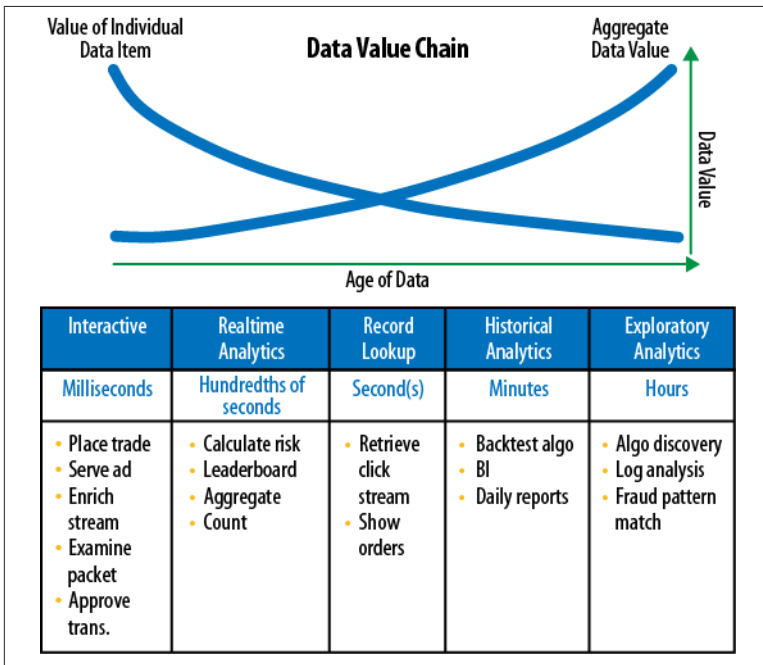 Value of Individual
Data Item
Data Value Chain
Aggregate
Data Value
Data Value
Age of Data
Interactive
Realtime
Analytics
Record
Lookup
Historical
Analytics
Exploratory
Analytics
Milliseconds
Hundredths of
seconds
Second(s)
Minutes
Hours
• Place trade
• Serve ad
• Enrich
stream
• Examine
packet
• Approve
trans.
• Calculate risk
• Leaderboard
• Aggregate
• Count
• Retrieve
click
stream
• Show
orders
• Backtest algo
• BI
• Daily reports
• Algo discovery
• Log analysis
• Fraud pattern
match